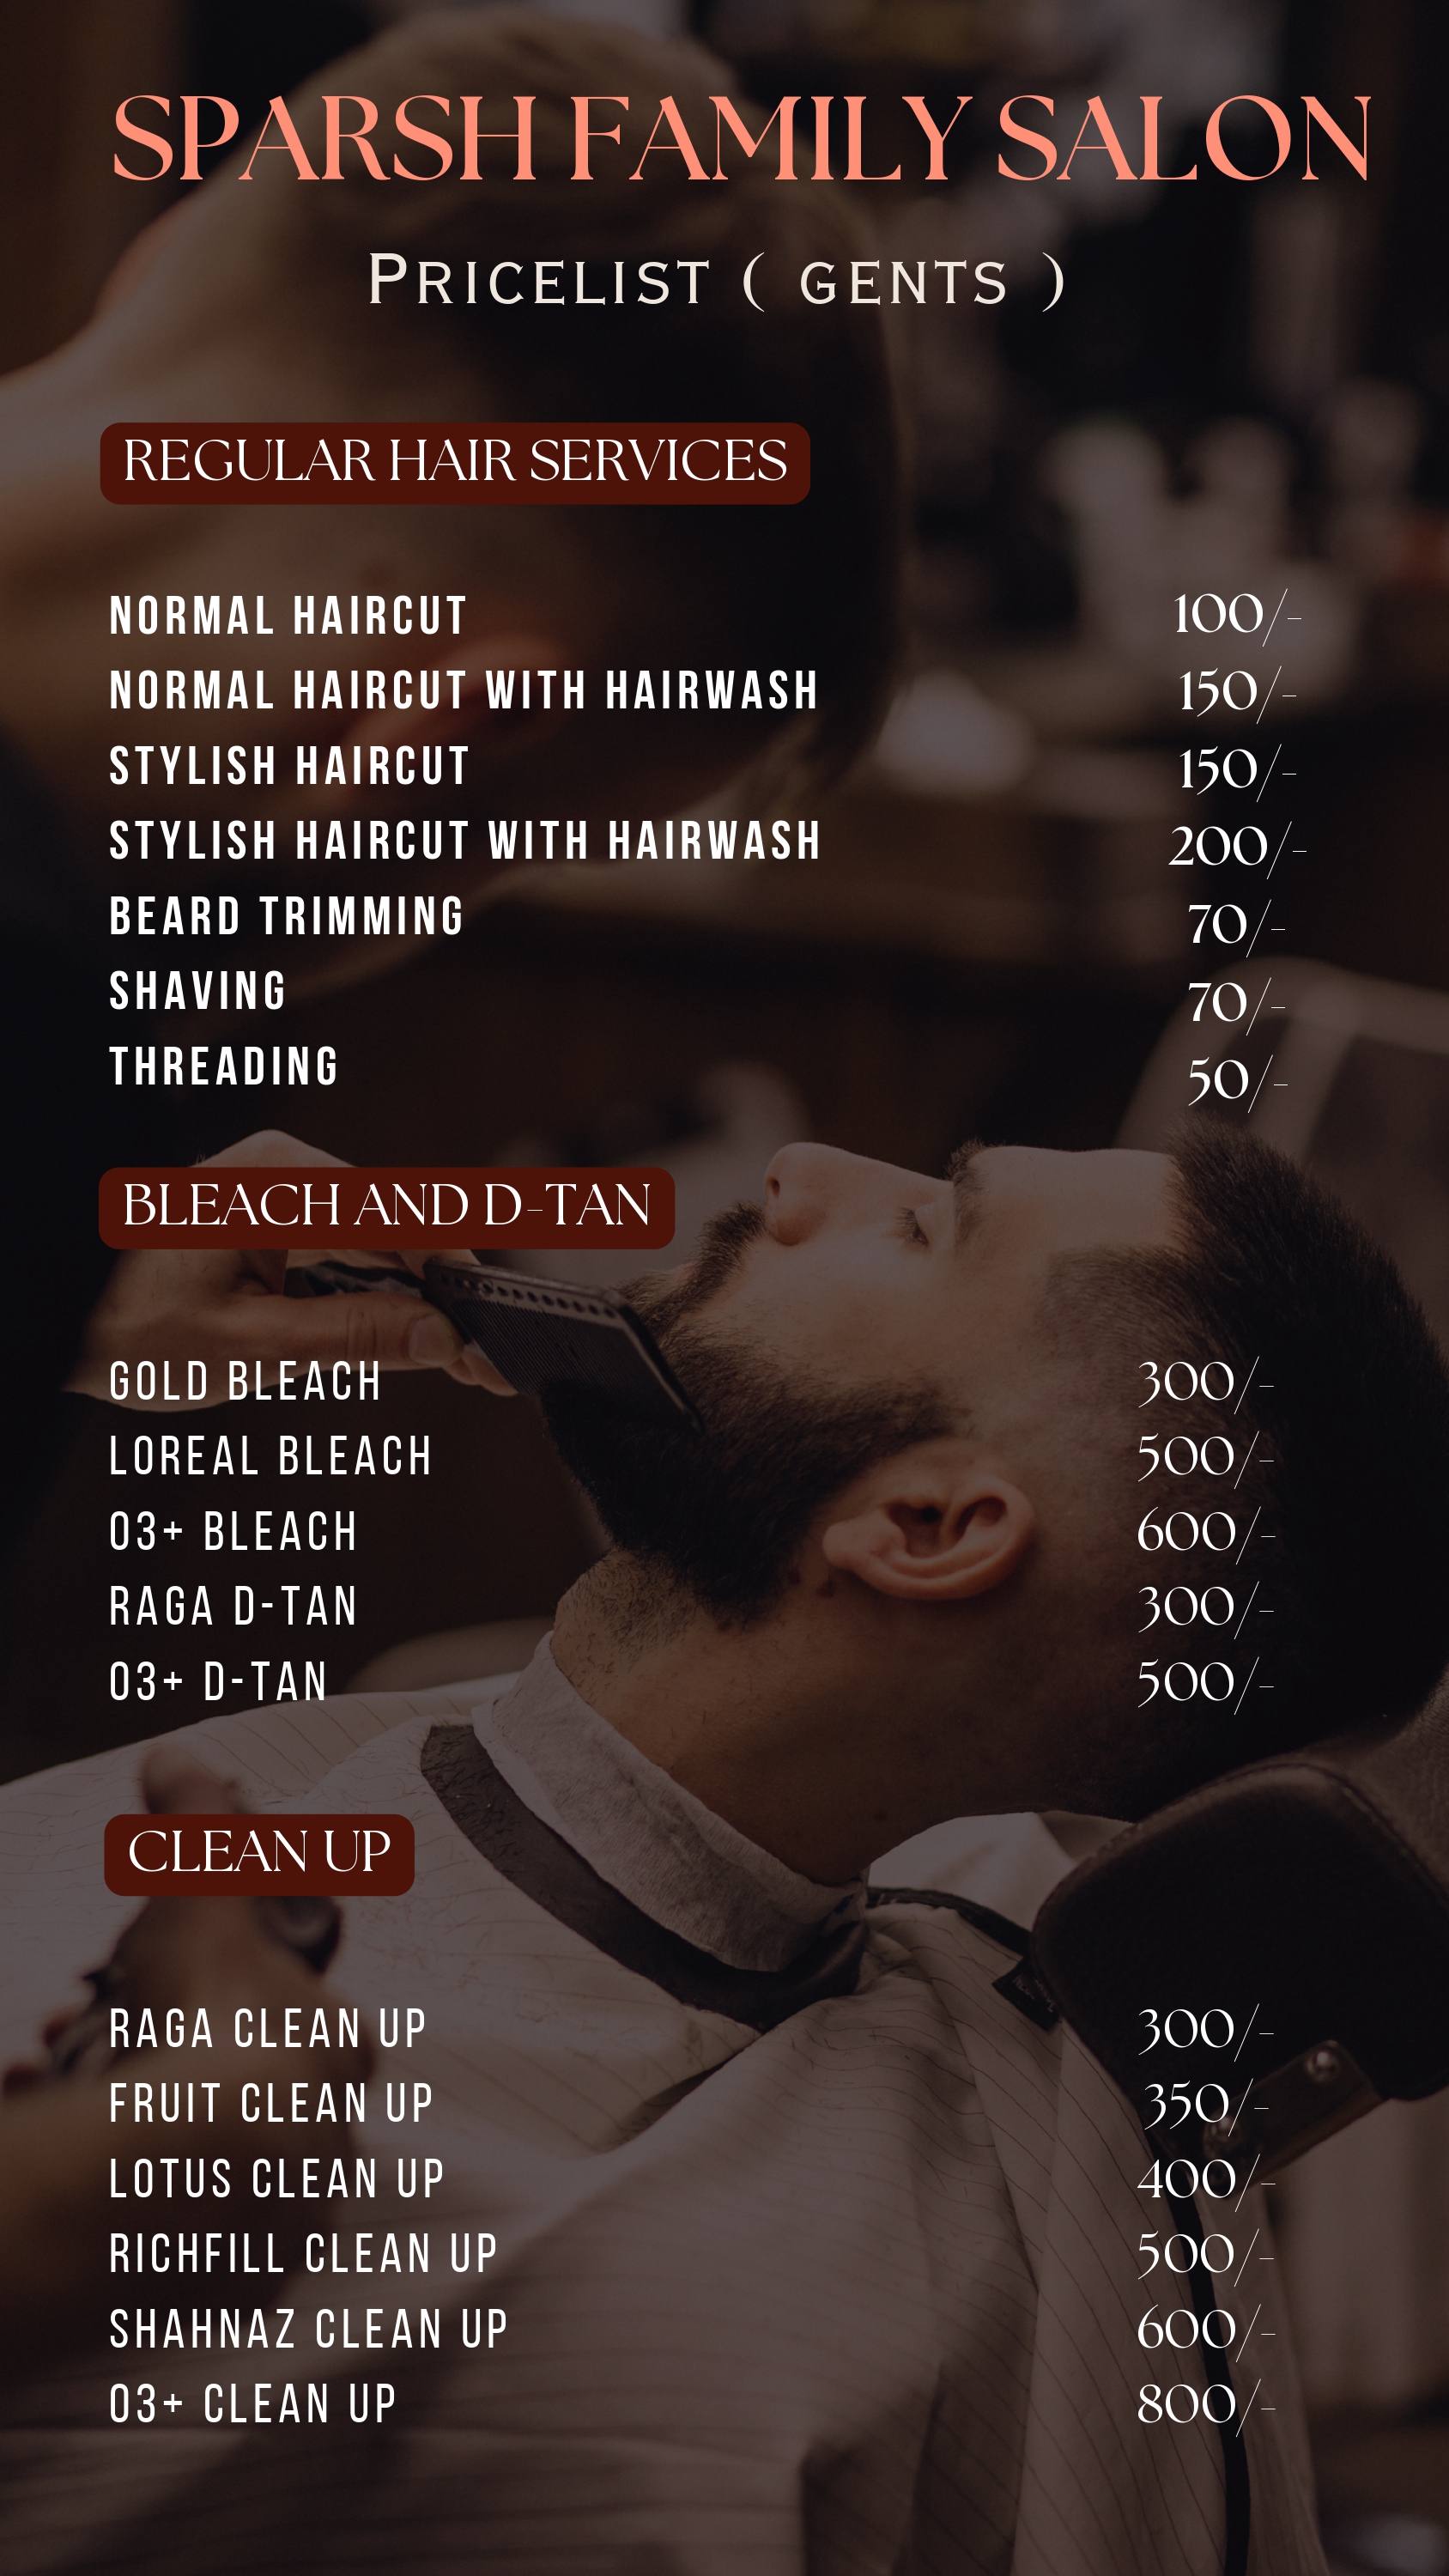 SPARSH FAMILY SALON
PRICELIST ( GENTS )
REGULAR HAIR SERVICES
NORMAL HAIRCUT 100/-
NORMAL HAIRCUT WITH HAIRWASH 150/-
STYLISH HAIRCUT 150/-
STYLISH HAIRCUT WITH HAIRWASH 200/-
BEARD TRIMMING 70/-
SHAVING 70/-
THREADING 50/-
BLEACH AND D-TAN
GOLD BLEACH 300/-
LOREAL BLEACH 500/-
O3+ BLEACH 600/-
RAGA D-TAN 300/-
O3+ D-TAN 500/-
CLEAN UP
RAGA CLEAN UP 300/-
FRUIT CLEAN UP 350/-
LOTUS CLEAN UP 400/-
RICHFILL CLEAN UP 500/-
SHAHNAZ CLEAN UP 600/-
O3+ CLEAN UP 800/-